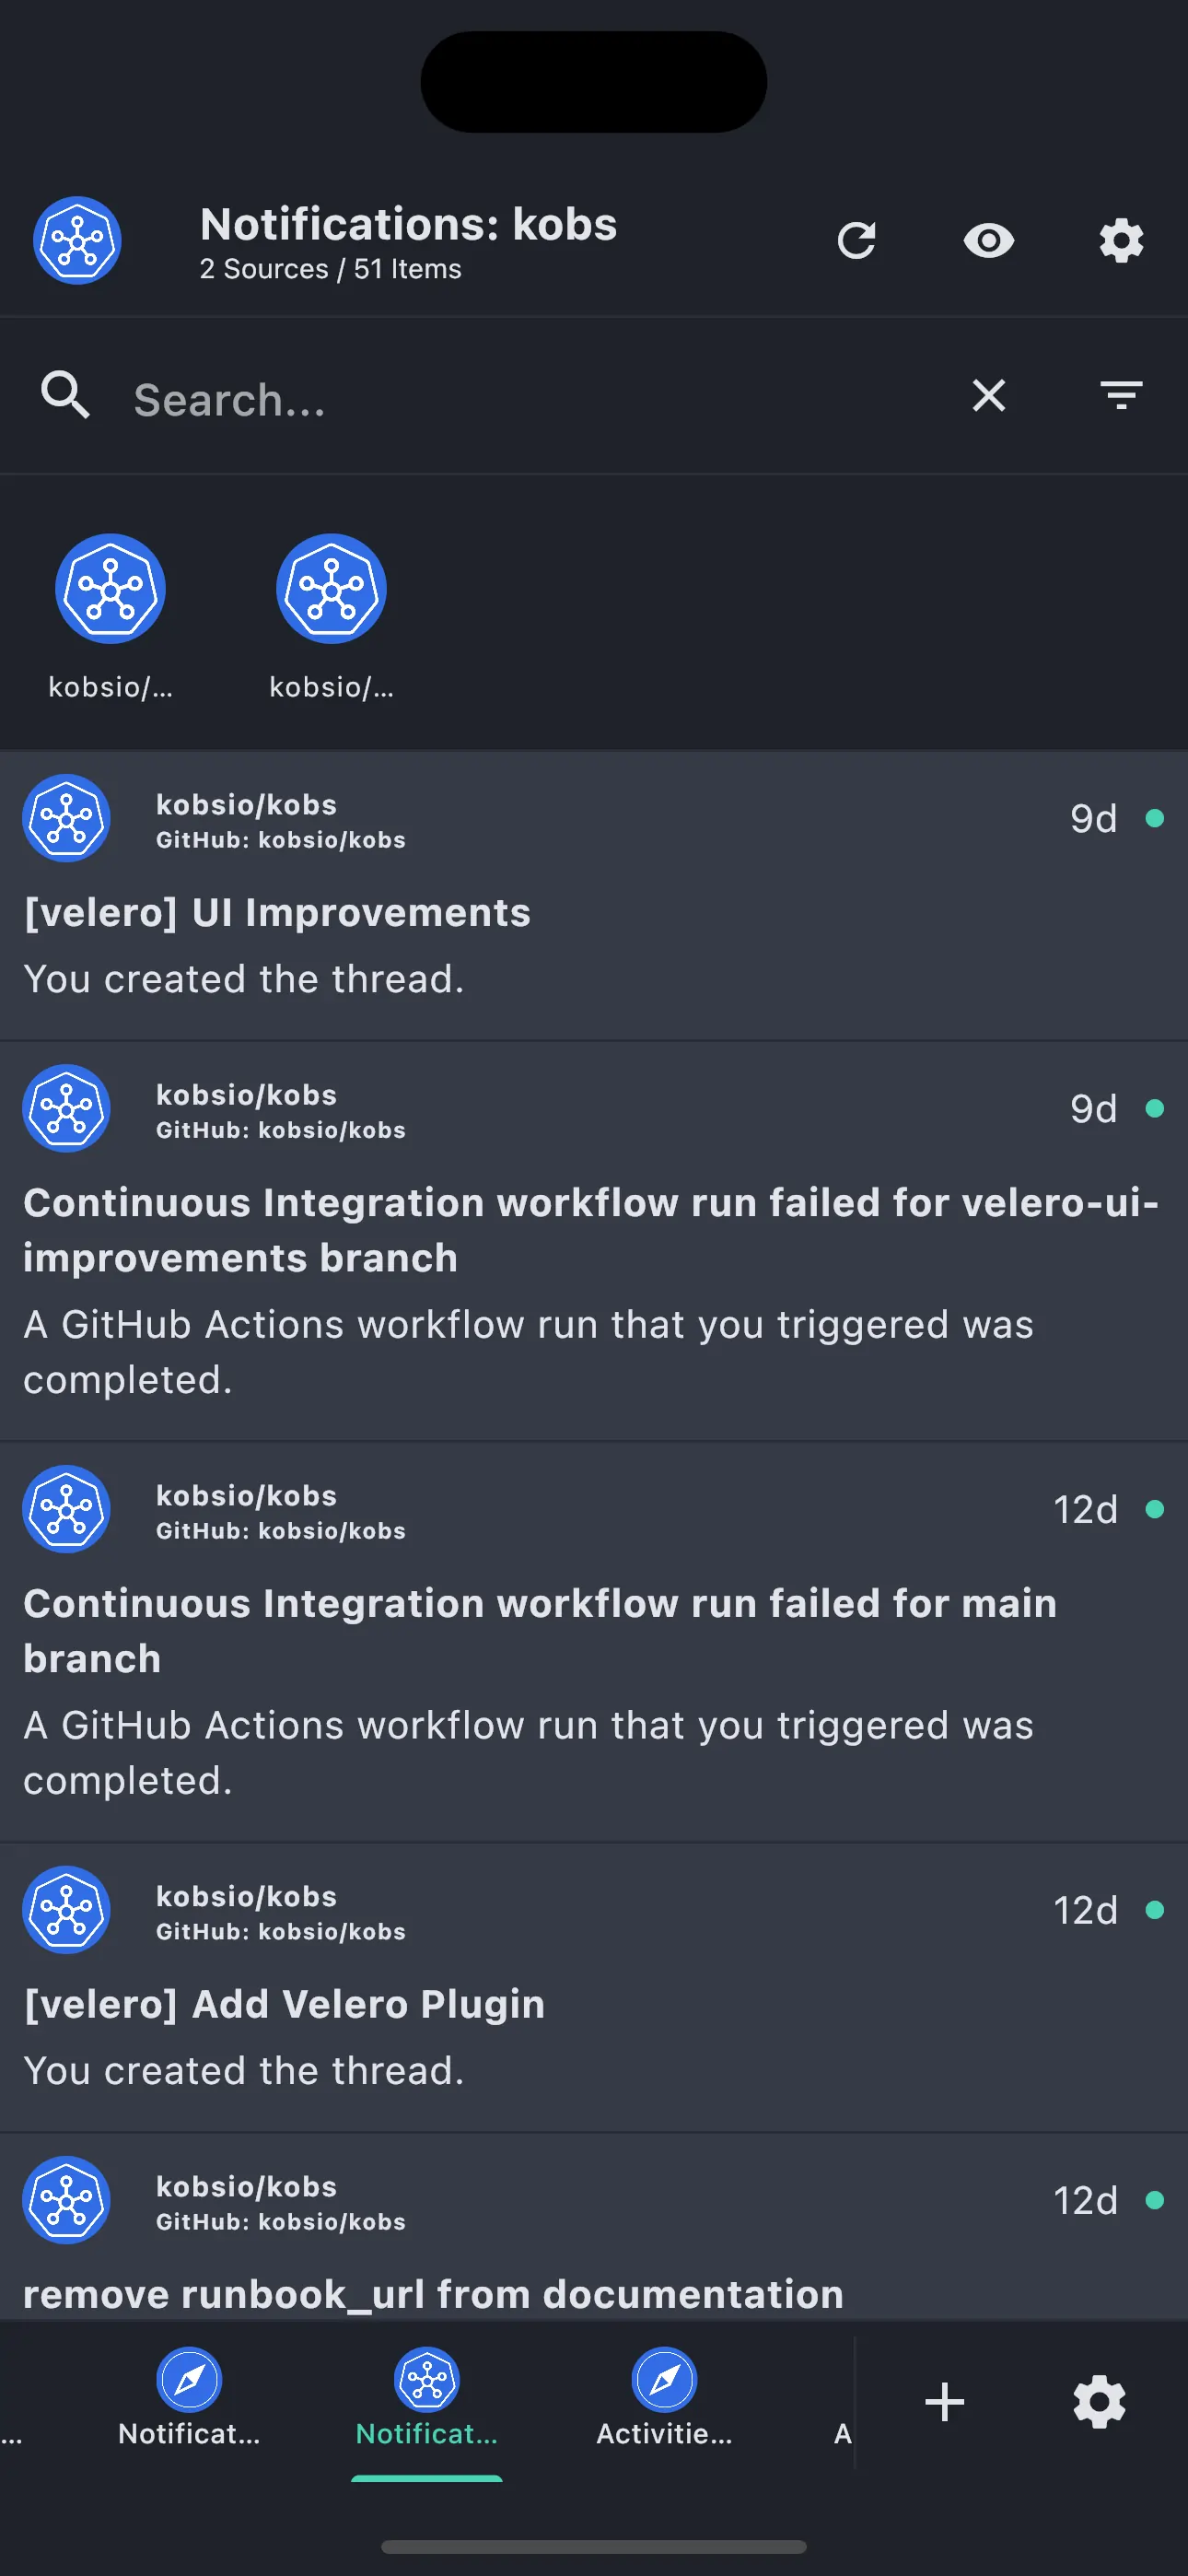 Notifications: kobs
2 Sources / 51 Items
Search...
kobsio/... kobsio/...
kobsio/kobs
GitHub: kobsio/kobs
9d
[velero] UI Improvements
You created the thread.
kobsio/kobs
GitHub: kobsio/kobs
9d
Continuous Integration workflow run failed for velero-ui-
improvements branch
A GitHub Actions workflow run that you triggered was
completed.
kobsio/kobs
GitHub: kobsio/kobs
12d
Continuous Integration workflow run failed for main
branch
A GitHub Actions workflow run that you triggered was
completed.
kobsio/kobs
GitHub: kobsio/kobs
12d
[velero] Add Velero Plugin
You created the thread.
kobsio/kobs
GitHub: kobsio/kobs
12d
remove runbook_url from documentation
... Notificat... Notificat... Activitie... A